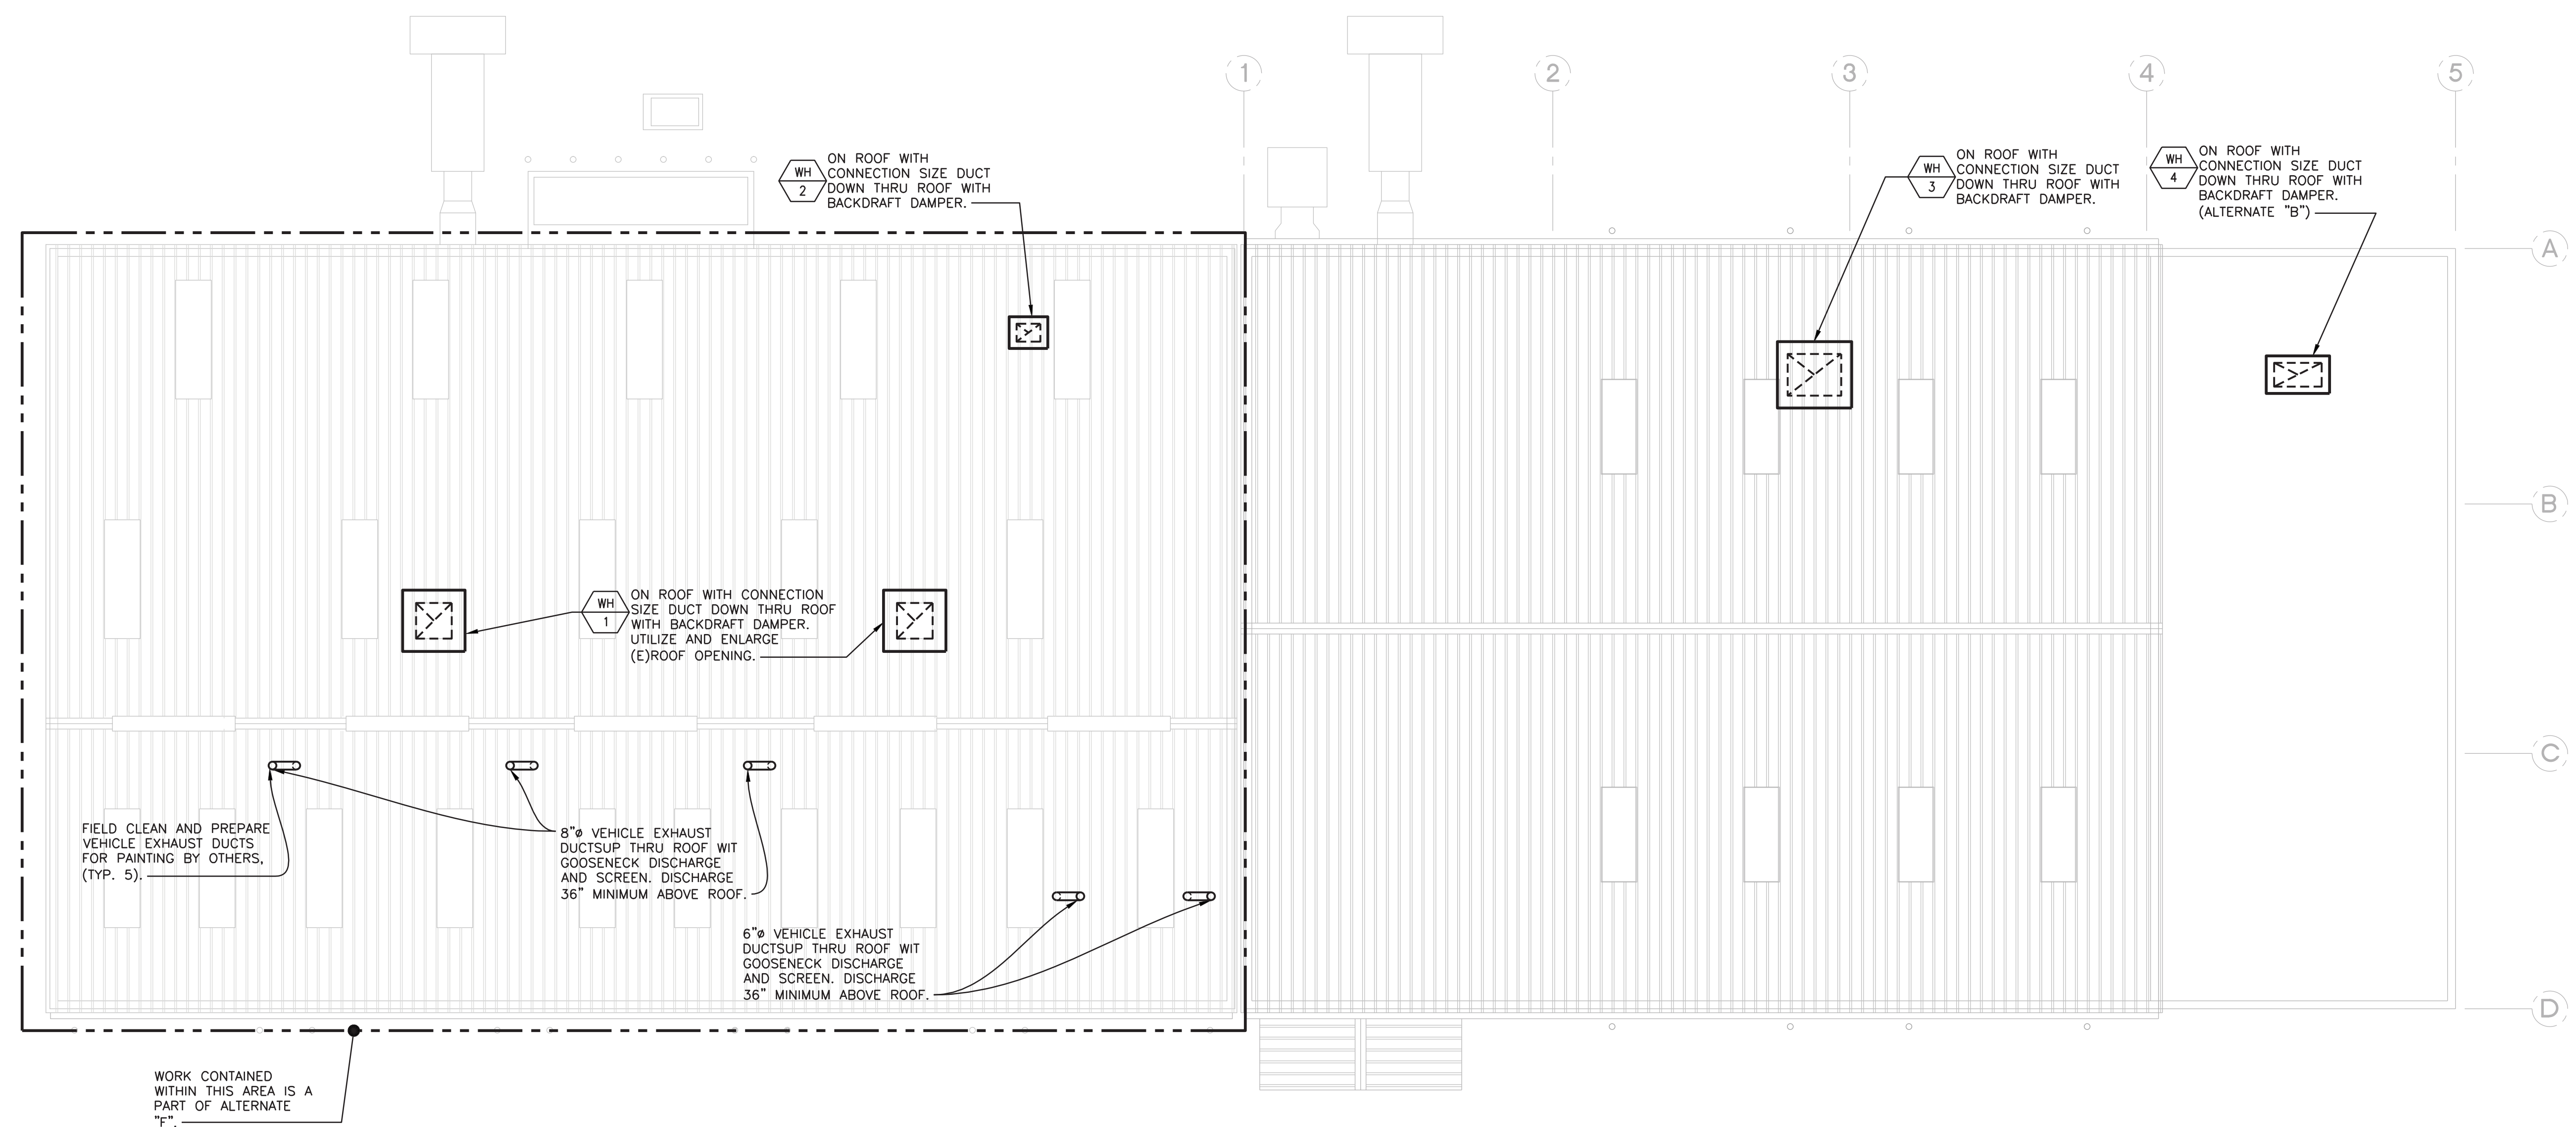 1
2
3
4
5
WH
2
ON ROOF WITH
CONNECTION SIZE DUCT
DOWN THRU ROOF WITH
BACKDRAFT DAMPER.
WH
3
ON ROOF WITH
CONNECTION SIZE DUCT
DOWN THRU ROOF WITH
BACKDRAFT DAMPER.
WH
4
ON ROOF WITH
CONNECTION SIZE DUCT
DOWN THRU ROOF WITH
BACKDRAFT DAMPER.
(ALTERNATE "B")
A
B
C
D
WH
1
ON ROOF WITH CONNECTION
SIZE DUCT DOWN THRU ROOF
WITH BACKDRAFT DAMPER.
UTILIZE AND ENLARGE
(E)ROOF OPENING.
FIELD CLEAN AND PREPARE
VEHICLE EXHAUST DUCTS
FOR PAINTING BY OTHERS,
(TYP. 5).
8"ø VEHICLE EXHAUST
DUCTSUP THRU ROOF WIT
GOOSENECK DISCHARGE
AND SCREEN. DISCHARGE
36" MINIMUM ABOVE ROOF.
6"ø VEHICLE EXHAUST
DUCTSUP THRU ROOF WIT
GOOSENECK DISCHARGE
AND SCREEN. DISCHARGE
36" MINIMUM ABOVE ROOF.
WORK CONTAINED
WITHIN THIS AREA IS A
PART OF ALTERNATE